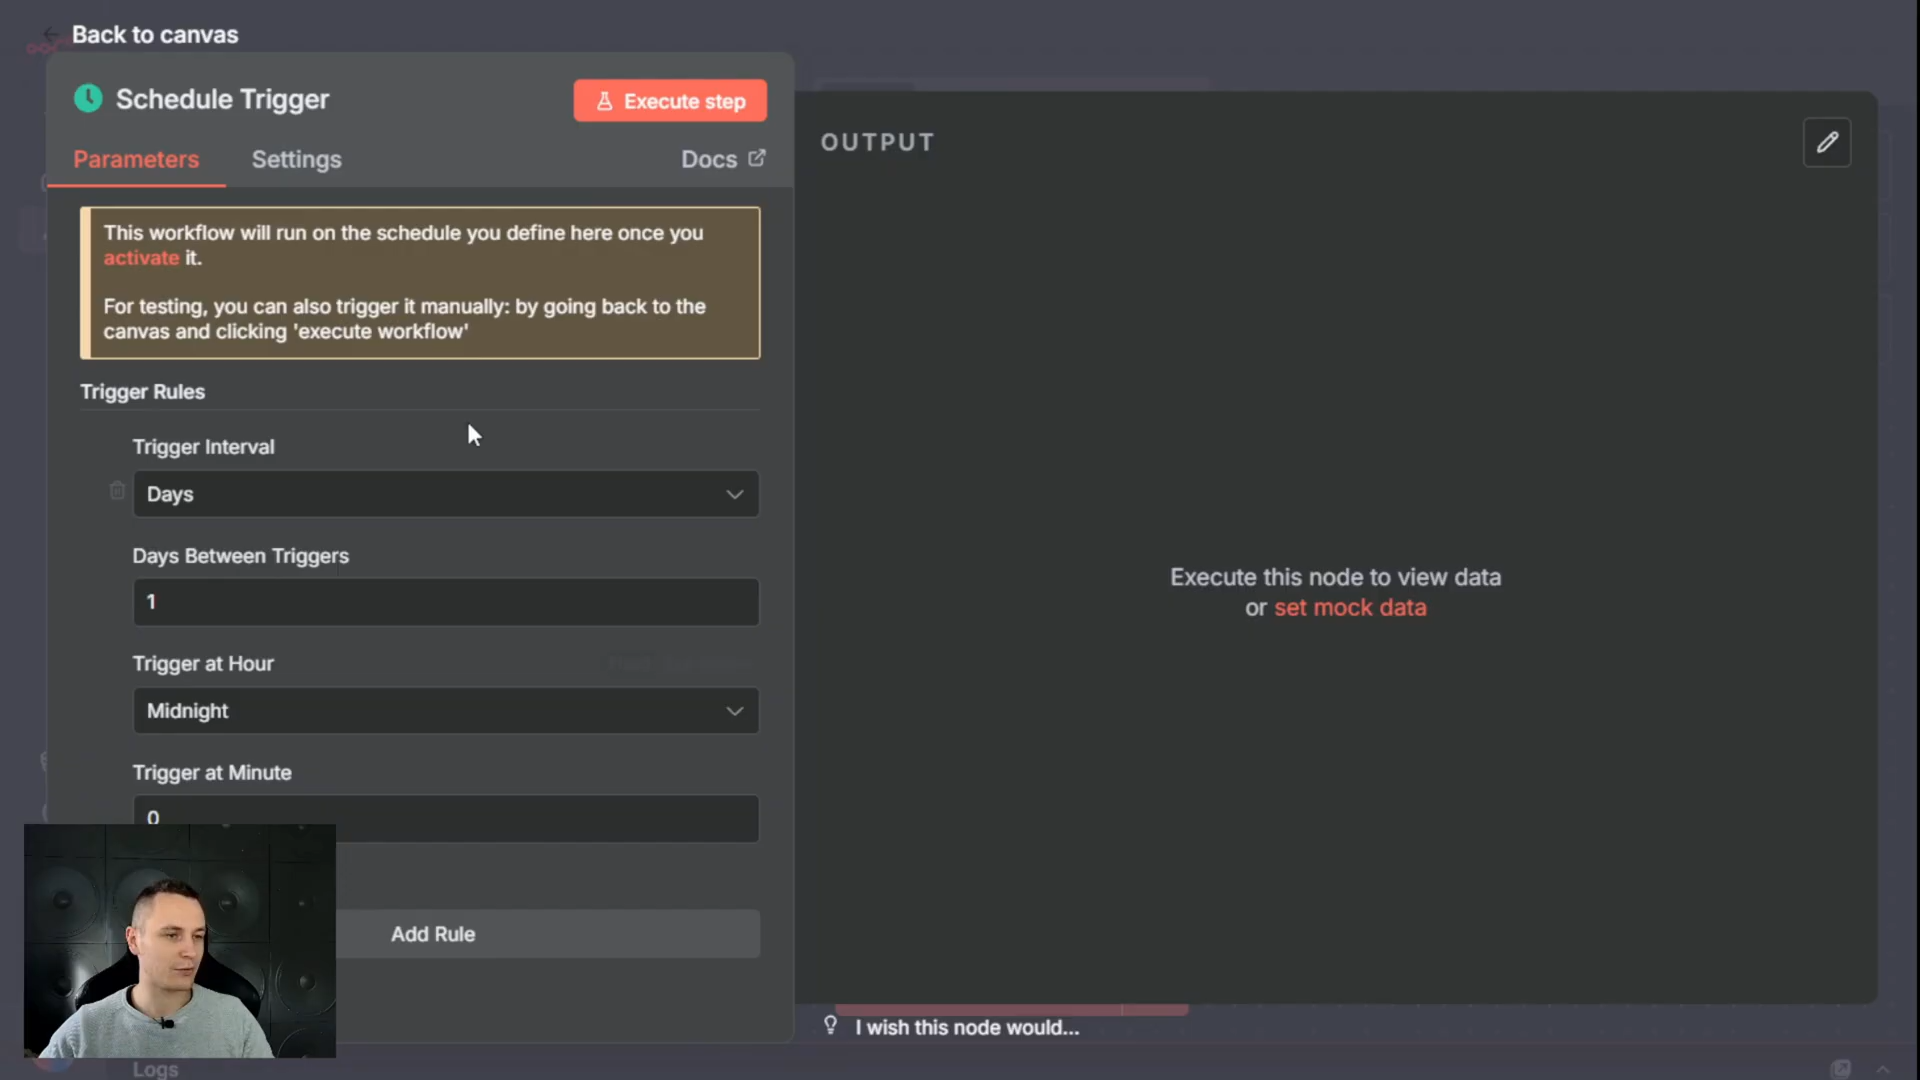 Back to canvas
Schedule Trigger
Execute step
Parameters
Settings
Docs
OUTPUT
This workflow will run on the schedule you define here once you
activate it.
For testing, you can also trigger it manually: by going back to the
canvas and clicking 'execute workflow'
Trigger Rules
Trigger Interval
Days
Days Between Triggers
1
Trigger at Hour
Midnight
Trigger at Minute
0
Add Rule
Execute this node to view data
or set mock data
I wish this node would...
Logs